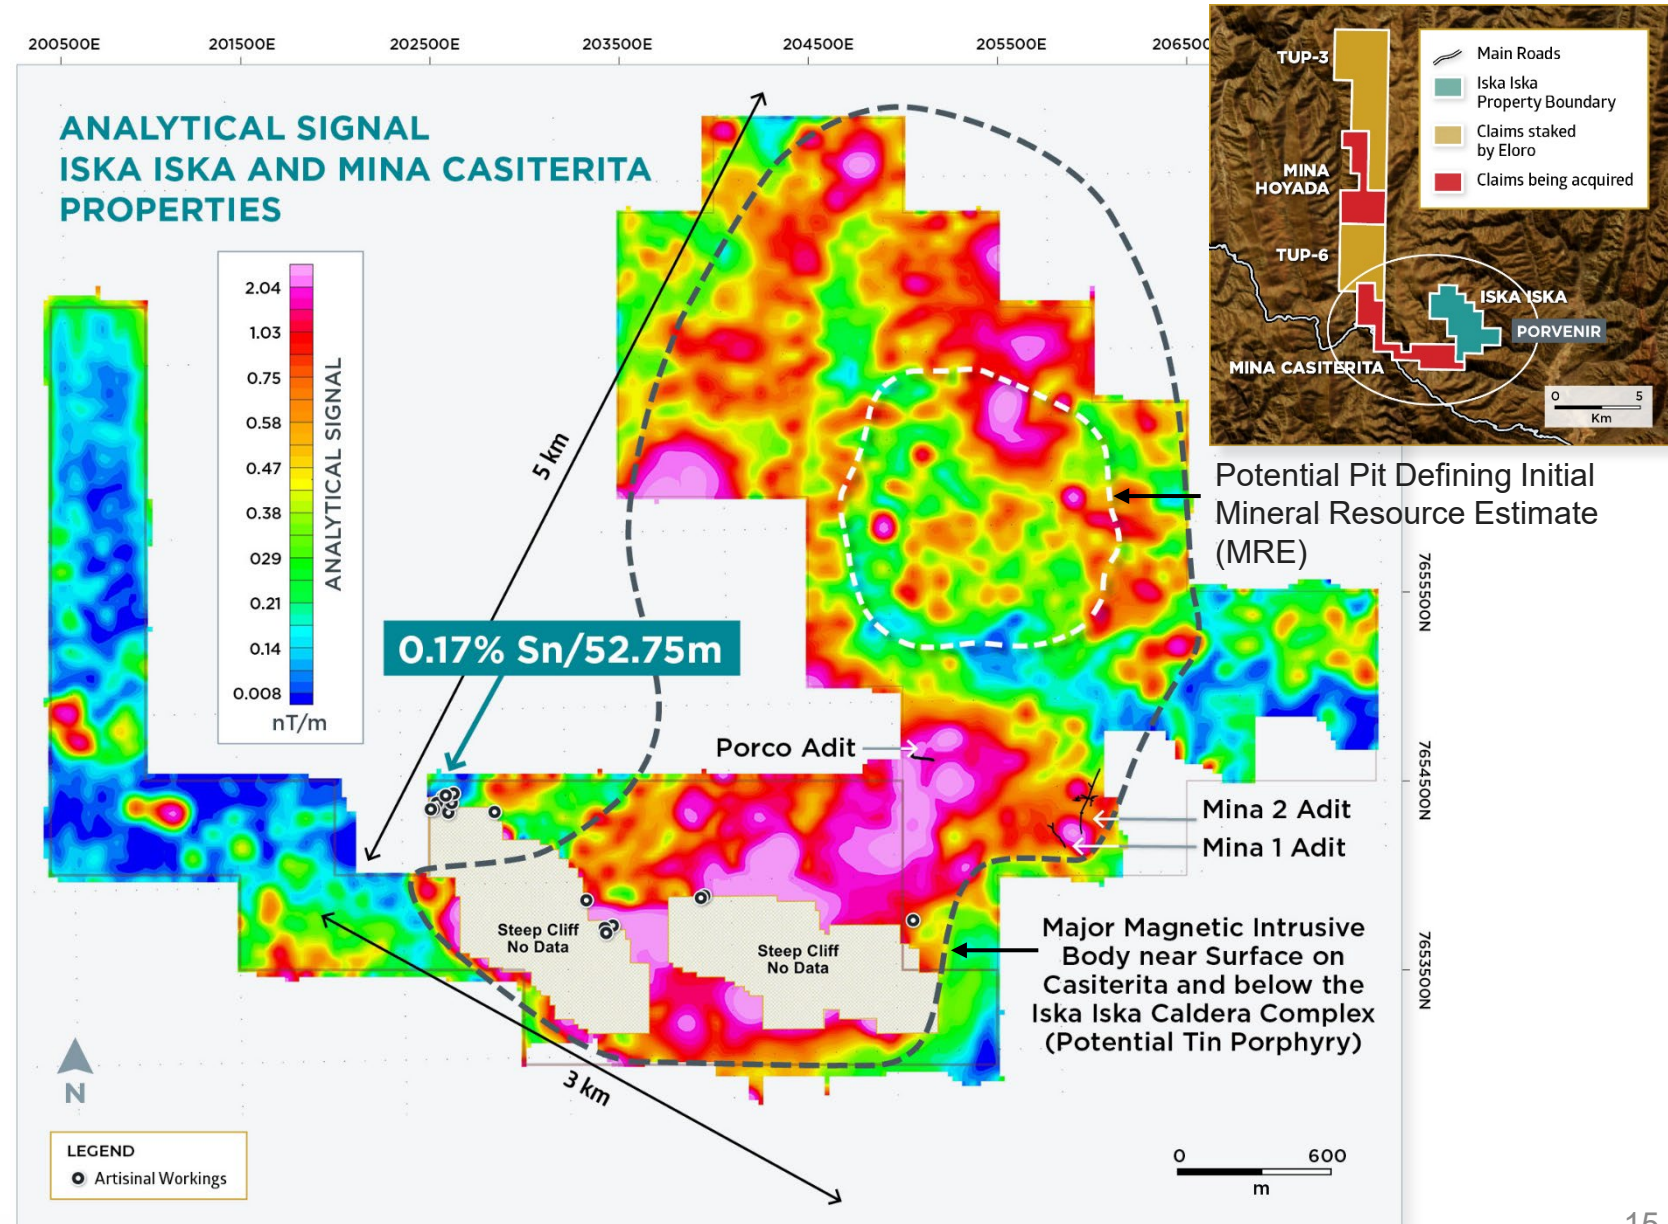 200500E
201500E
202500E
203500E
204500E
205500E
206500
ANALYTICAL SIGNAL
ISKA ISKA AND MINA CASITERITA
PROPERTIES
2.04
1.03
0.75
0.58
0.47
0.38
029
0.21
0.14
0.008
nT/m
ANALYTICAL SIGNAL
5 km
0.17% Sn/52.75m
Porco Adit
Mina 2 Adit
Mina 1 Adit
Steep Cliff
No Data
Steep Cliff
No Data
Major Magnetic Intrusive
Body near Surface on
Casiterita and below the
Iska Iska Caldera Complex
(Potential Tin Porphyry)
3 km
N
LEGEND
Artisinal Workings
0 600
m
TUP-3
MINA
HOYADA
TUP-6
ISKA ISKA
PORVENIR
MINA CASITERITA
Main Roads
Iska Iska
Property Boundary
Claims staked
by Eloro
Claims being acquired
0 5
Km
Potential Pit Defining Initial
Mineral Resource Estimate
(MRE)
7655500N
7654500N
7653500N
15